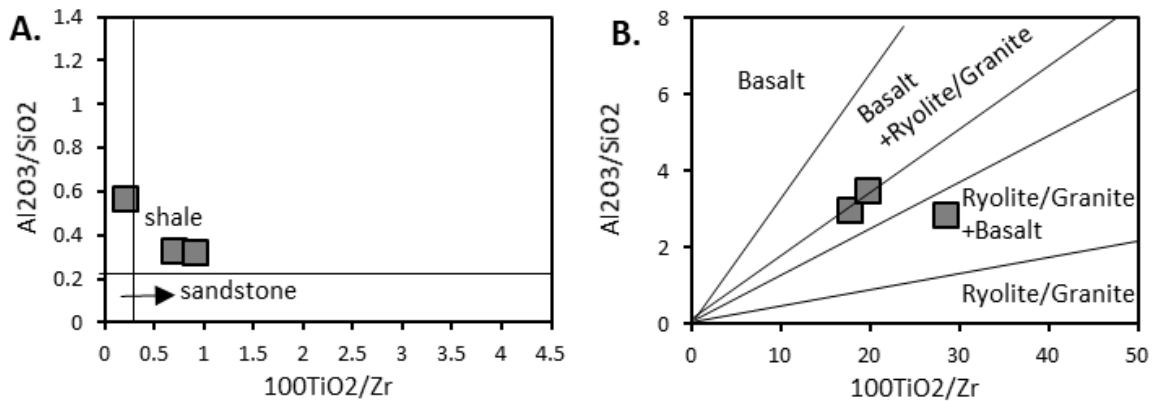 A.
Al2O3/SiO2
1.4
1.2
1
0.8
0.6
0.4
0.2
0
shale
sandstone
0 0.5 1 1.5 2 2.5 3 3.5 4 4.5
100TiO2/Zr
B.
Al2O3/SiO2
8
6
4
2
0
Basalt
Basalt
+Ryolite/Granite
Ryolite/Granite
+Basalt
Ryolite/Granite
0 10 20 30 40 50
100TiO2/Zr